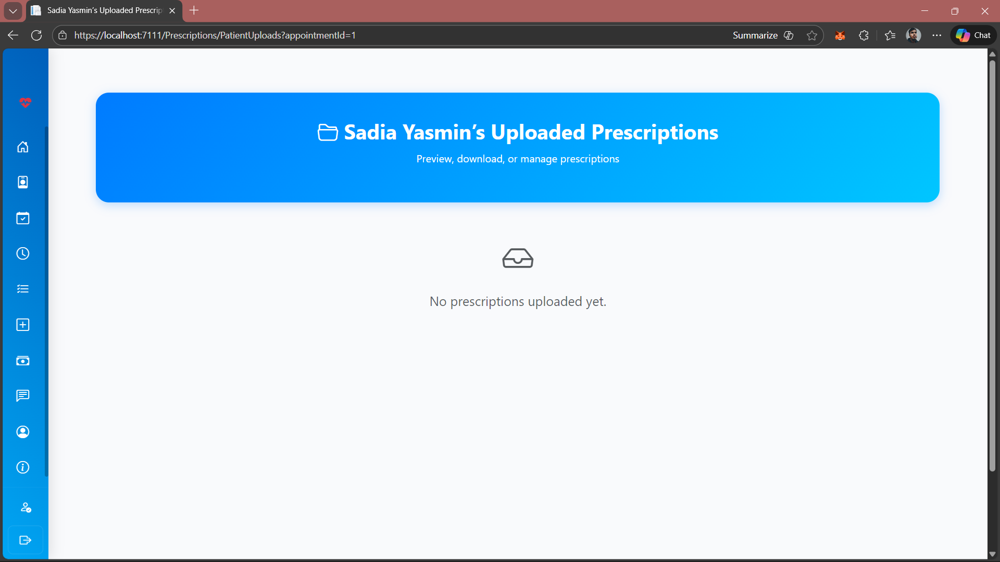 Sadia Yasmin’s Uploaded Prescrip
https://localhost:7111/Prescriptions/PatientUploads?appointmentId=1
Summarize
Chat
Sadia Yasmin’s Uploaded Prescriptions
Preview, download, or manage prescriptions
No prescriptions uploaded yet.